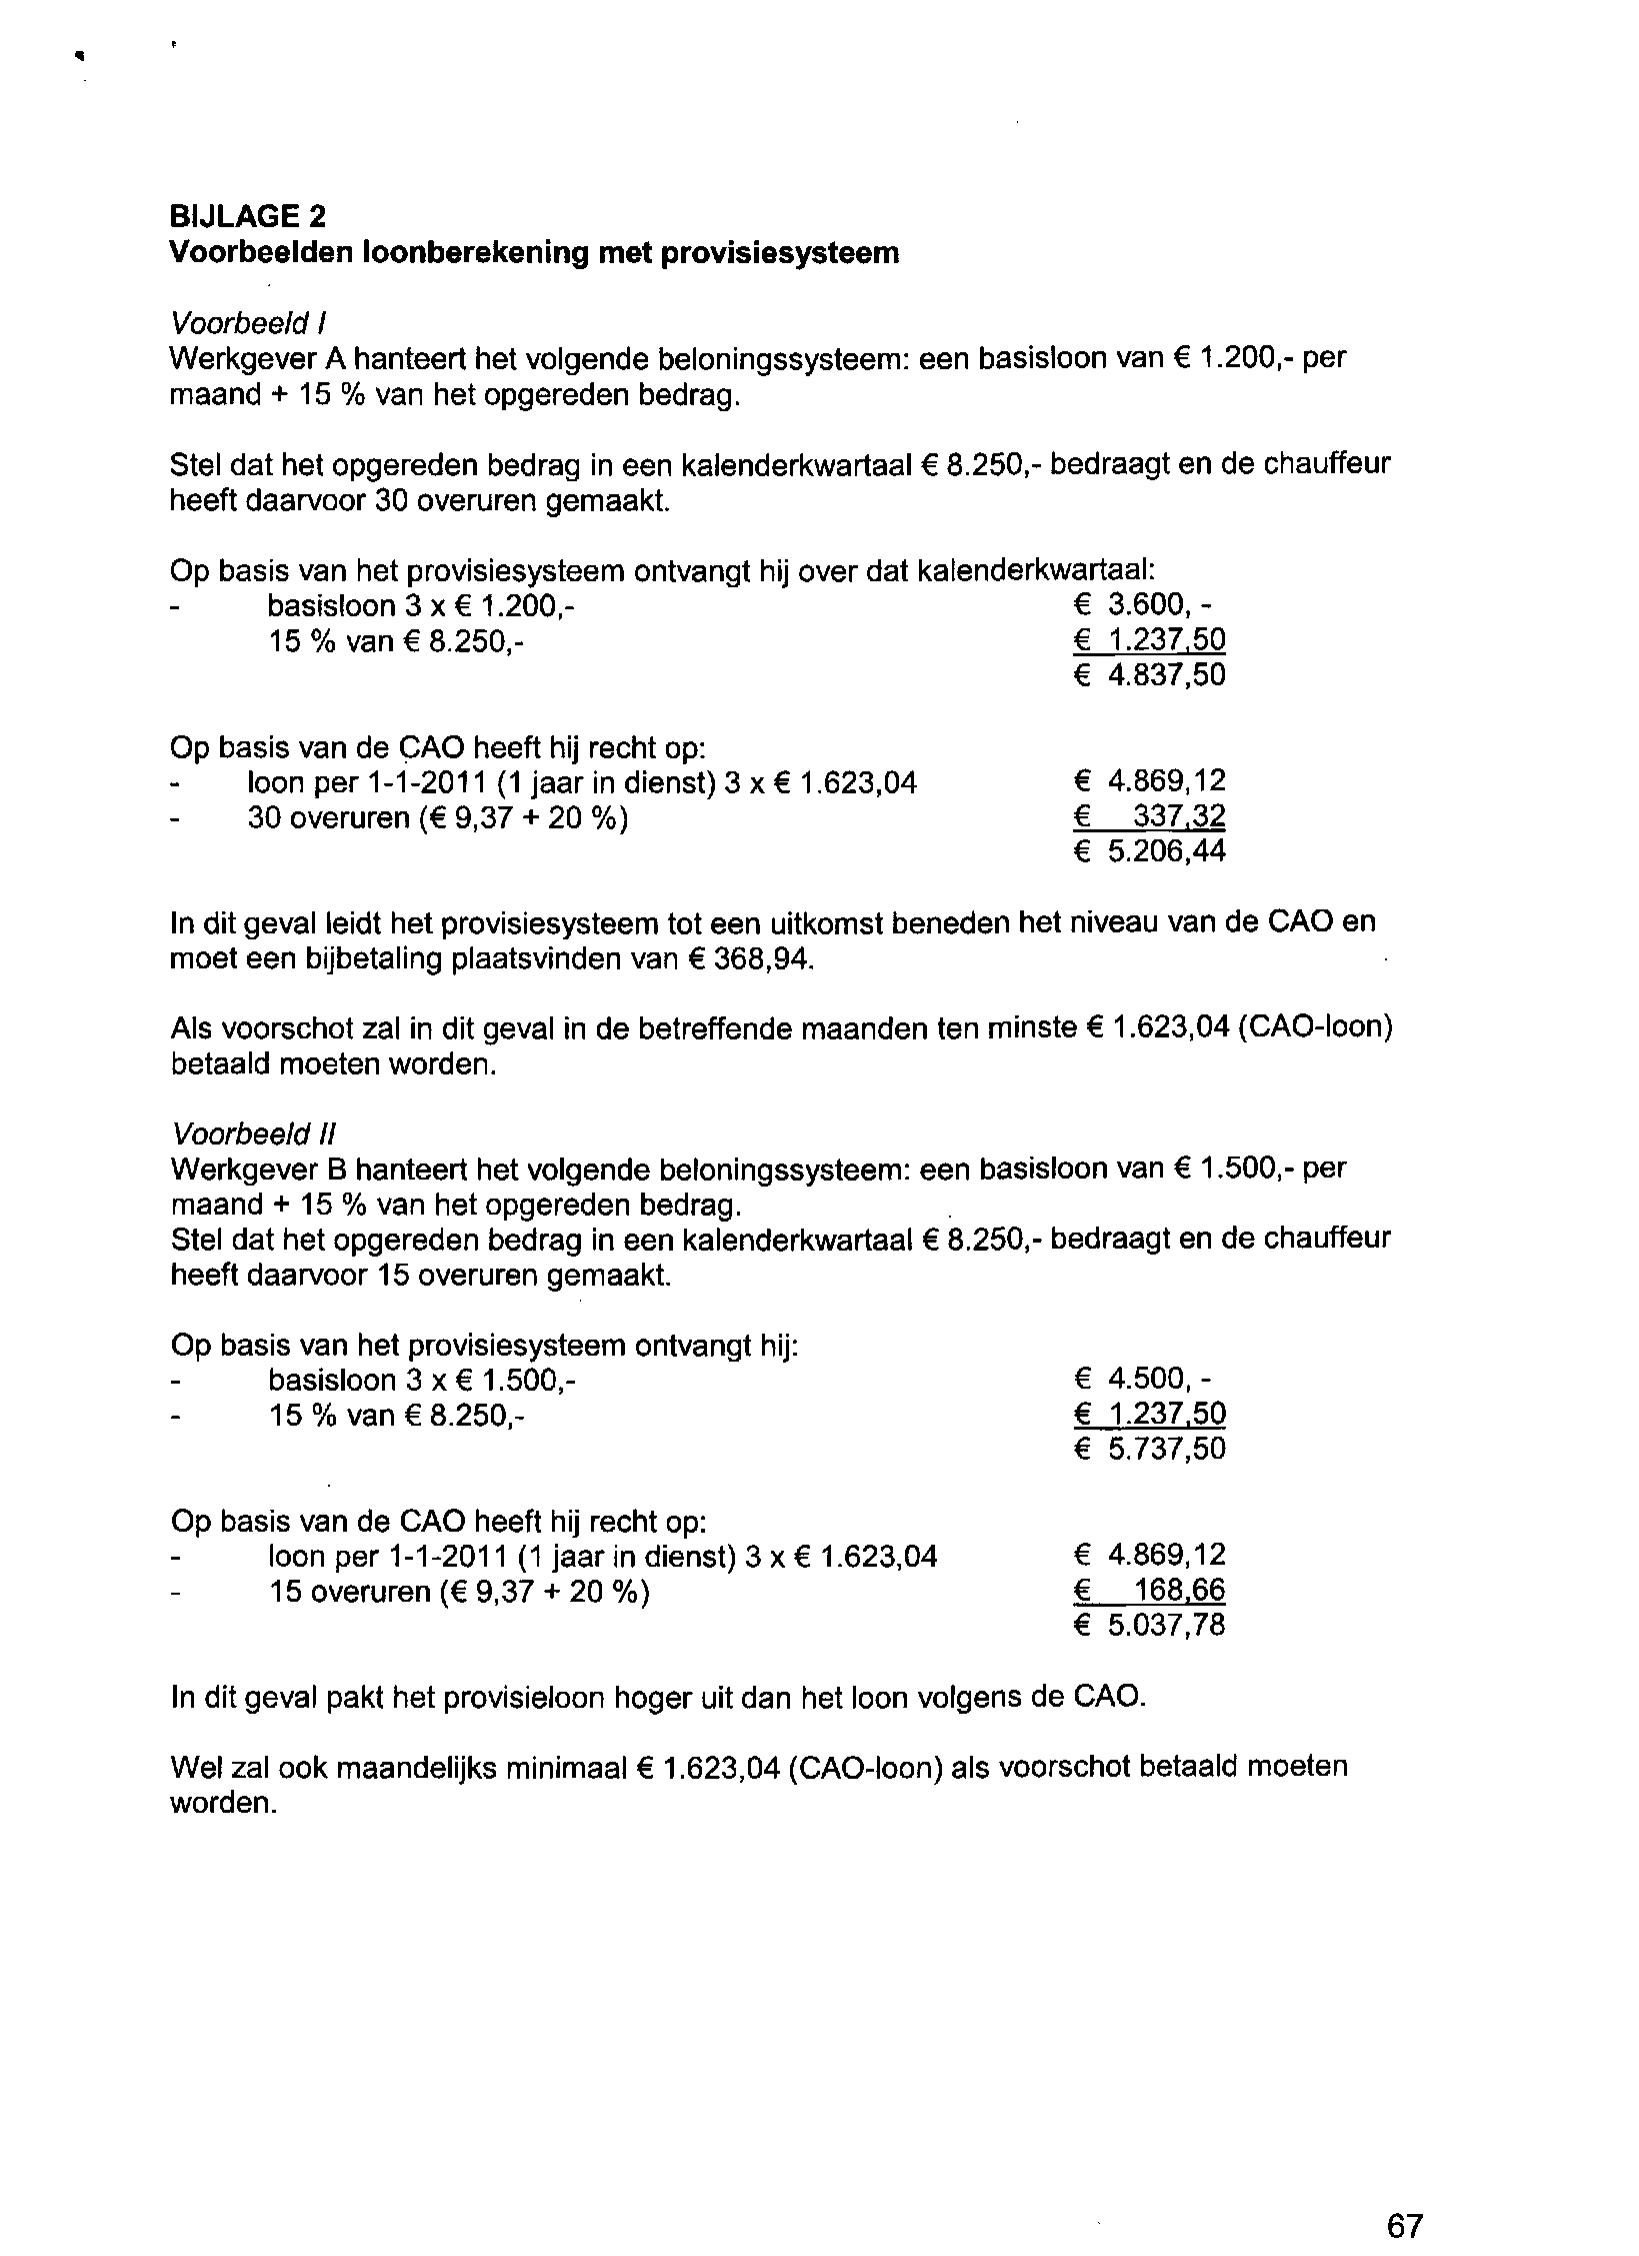 BIJLAGE 2
Voorbeelden loonberekening met provisiesysteem
Voorbeeld I
Werkgever A hanteert het volgende beloningssysteem: een basisloon van € 1.200,- per
maand + 15 % van het opgereden bedrag.
Stel dat het opgereden bedrag in een kalenderkwartaal € 8.250,- bedraagt en de chauffeur
heeft daarvoor 30 overuren gemaakt.
Op basis van het provisiesysteem ontvangt hij over dat kalenderkwartaal:
- basisloon 3 x € 1.200,- € 3.600, -
15 % van € 8.250,- € 1.237,50
€ 4.837,50
Op basis van de CAO heeft hij recht op:
- loon per 1-1-2011 (1 jaar in dienst) 3 x € 1.623,04 € 4.869,12
- 30 overuren (€ 9,37 + 20 %) € 337,32
€ 5.206,44
In dit geval leidt het provisiesysteem tot een uitkomst beneden het niveau van de CAO en
moet een bijbetaling plaatsvinden van € 368,94.
Als voorschot zal in dit geval in de betreffende maanden ten minste € 1.623,04 (CAO-loon)
betaald moeten worden.
Voorbeeld II
Werkgever B hanteert het volgende beloningssysteem: een basisloon van € 1.500,- per
maand + 15 % van het opgereden bedrag.
Stel dat het opgereden bedrag in een kalenderkwartaal € 8.250,- bedraagt en de chauffeur
heeft daarvoor 15 overuren gemaakt.
Op basis van het provisiesysteem ontvangt hij:
- basisloon 3 x € 1.500,- € 4.500, -
- 15 % van € 8.250,- € 1.237,50
€ 5.737,50
Op basis van de CAO heeft hij recht op:
- loon per 1-1-2011 (1 jaar in dienst) 3 x € 1.623,04 € 4.869,12
- 15 overuren (€ 9,37 + 20 %) € 168,66
€ 5.037,78
In dit geval pakt het provisieloon hoger uit dan het loon volgens de CAO.
Wel zal ook maandelijks minimaal € 1.623,04 (CAO-loon) als voorschot betaald moeten
worden.
67